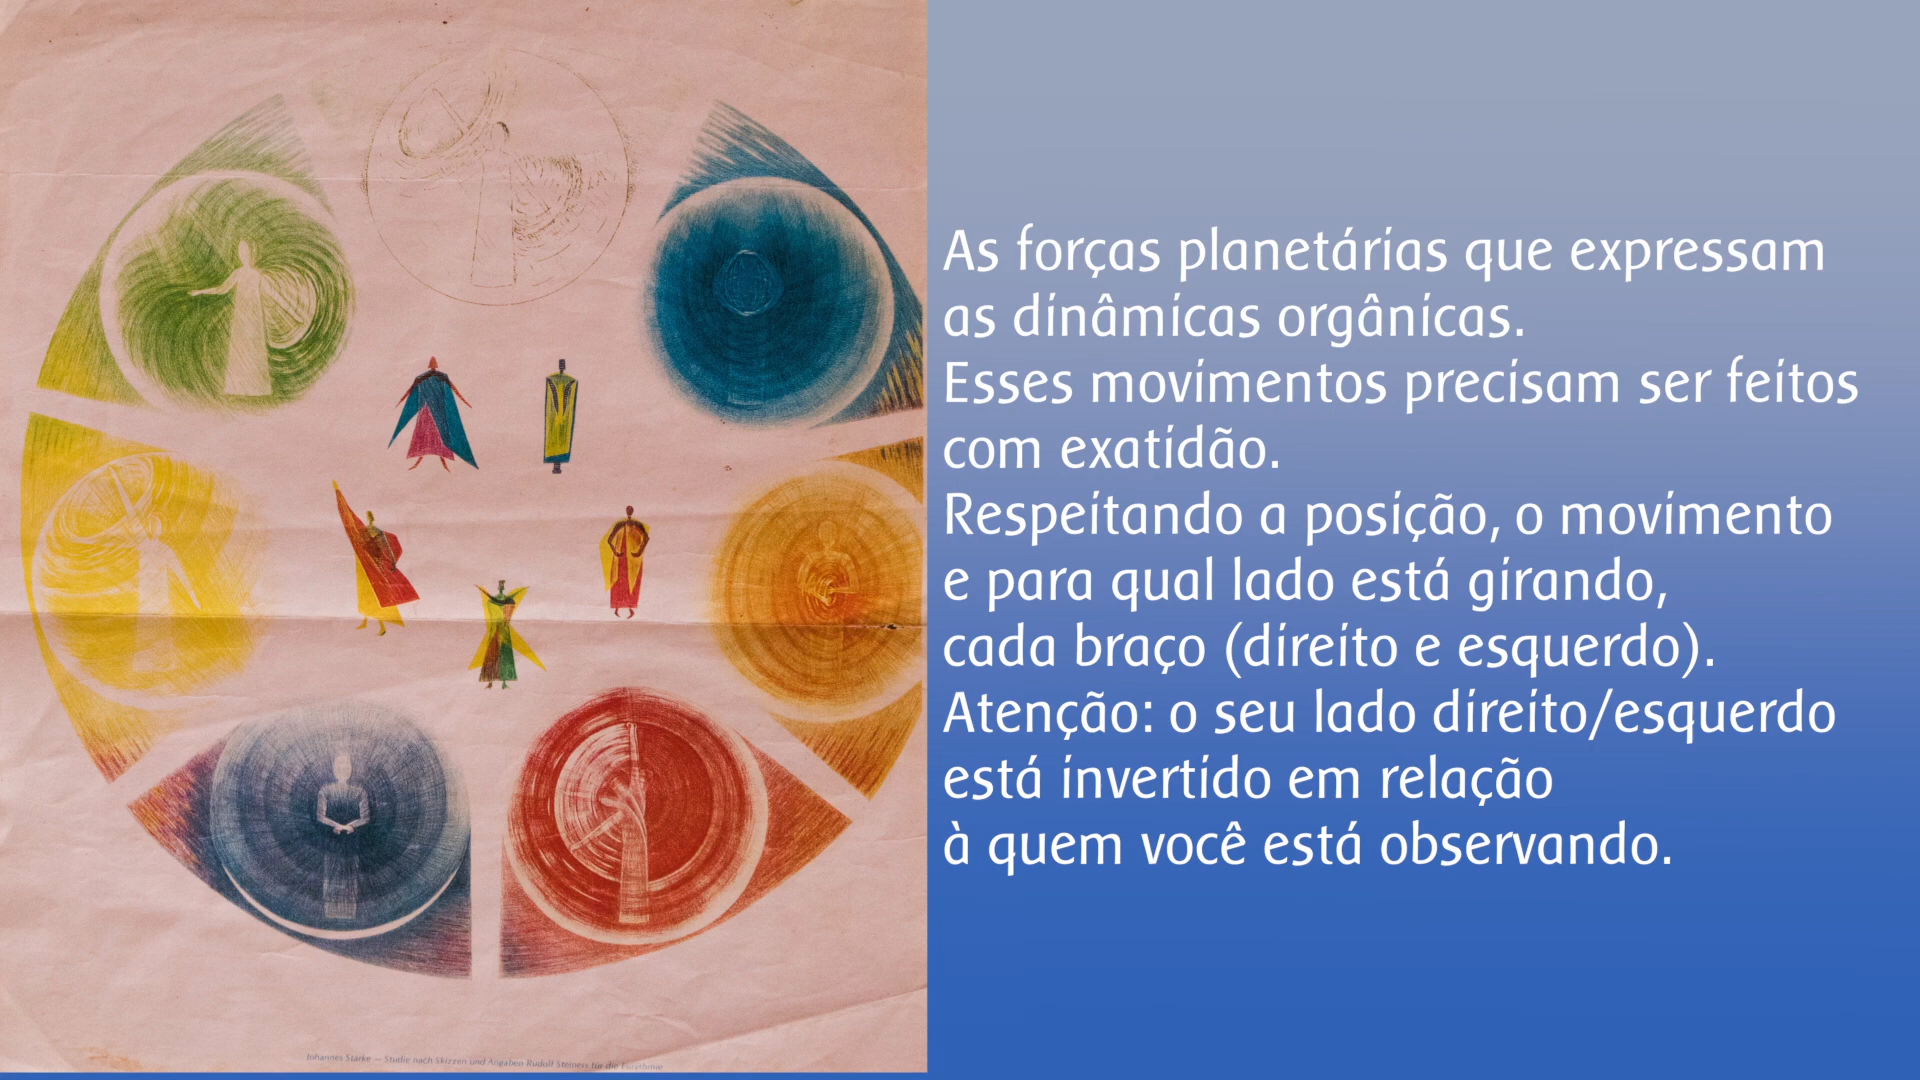 As forças planetárias que expressam
as dinâmicas orgânicas.
Esses movimentos precisam ser feitos
com exatidão.
Respeitando a posição, o movimento
e para qual lado está girando,
cada braço (direito e esquerdo).
Atenção: o seu lado direito/esquerdo
está invertido em relação
à quem você está observando.
Johannes Starke — Studie nach Skizzen und Angaben Rudolf Steiners für die Eurythmie